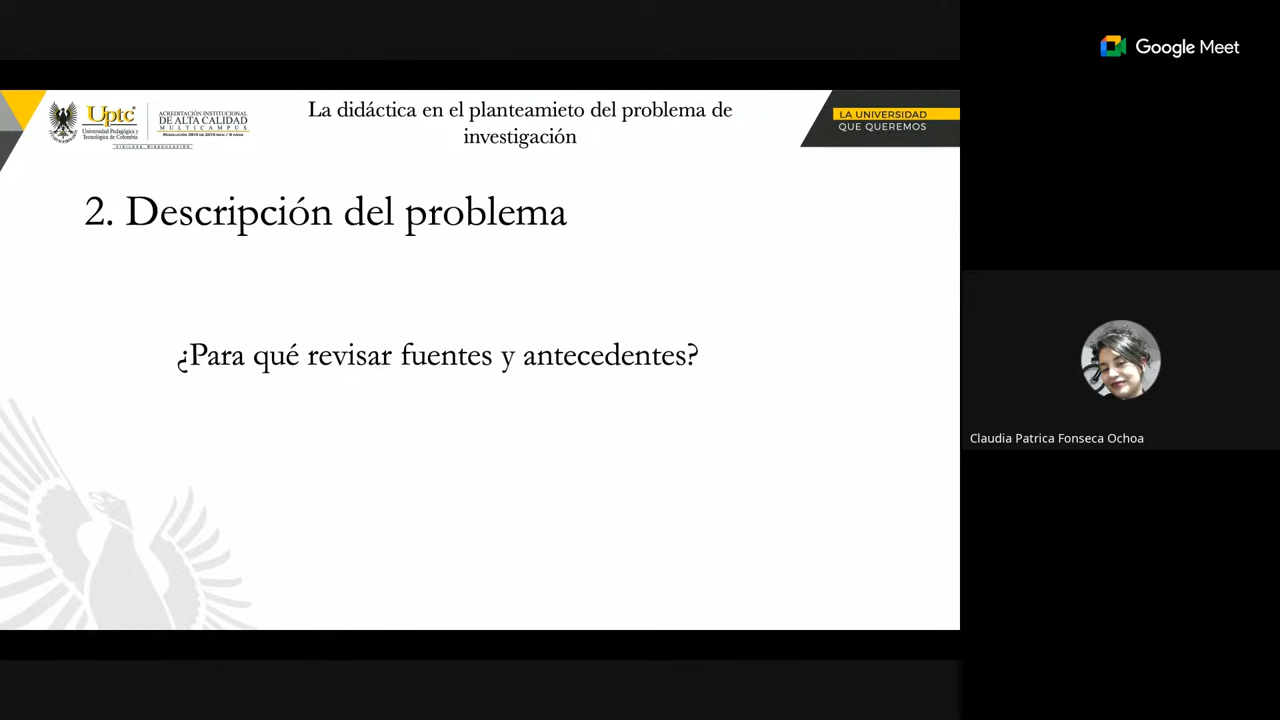 Google Meet
Uptc
Universidad Pedagógica y
Tecnológica de Colombia
ACREDITACIÓN INSTITUCIONAL
DE ALTA CALIDAD
MULTICAMPUS
La didáctica en el planteamieto del problema de
investigación
LA UNIVERSIDAD
QUE QUEREMOS
2. Descripción del problema
¿Para qué revisar fuentes y antecedentes?
Claudia Patrica Fonseca Ochoa